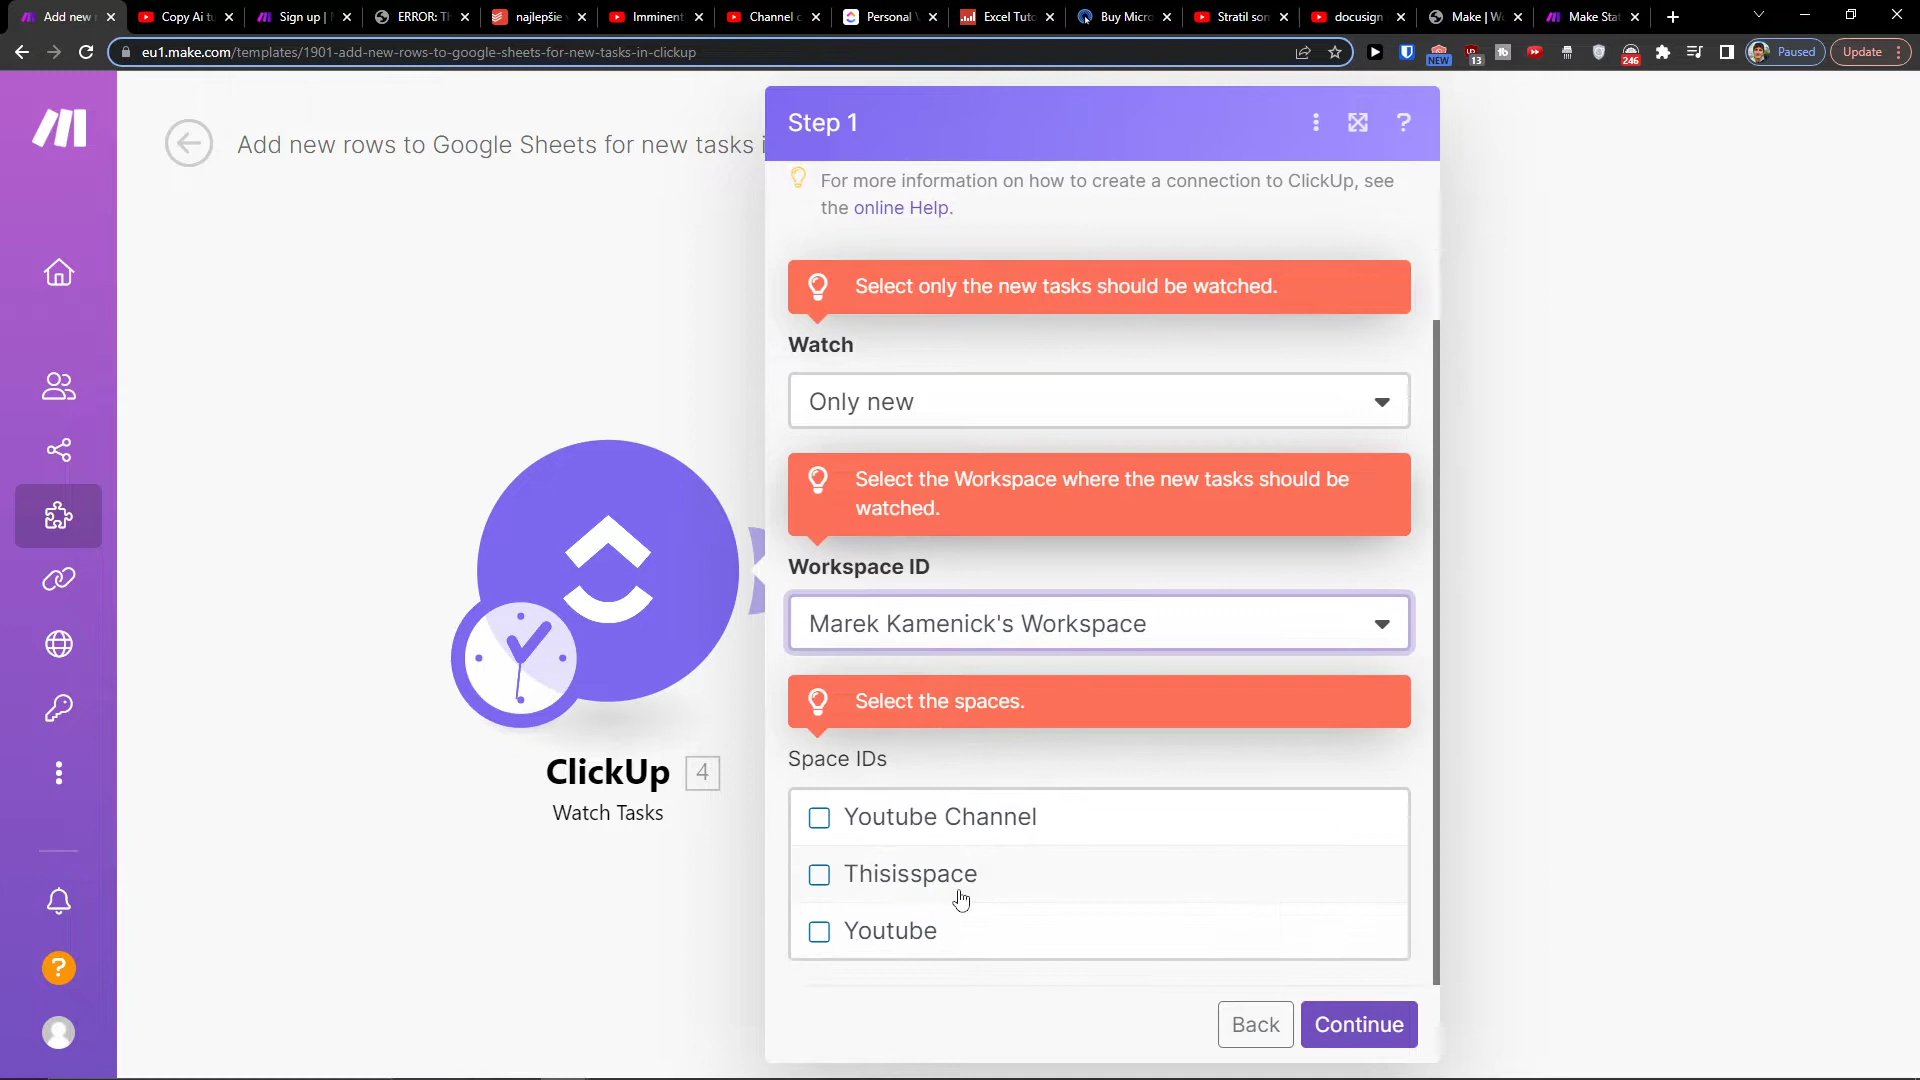 Add new r
Copy Ai tu
Sign up |
ERROR: Th
najlepšie
Imminent
Channel c
Personal
Excel Tuto
Buy Micro
Stratil som
docusign
Make | W
Make Stat
eu1.make.com/templates/1901-add-new-rows-to-google-sheets-for-new-tasks-in-clickup
NEW
13
246
Paused
Update
Add new rows to Google Sheets for new tasks i
Step 1
?
For more information on how to create a connection to ClickUp, see
the online Help.
Select only the new tasks should be watched.
Watch
Only new
Select the Workspace where the new tasks should be
watched.
Workspace ID
Marek Kamenick's Workspace
Select the spaces.
Space IDs
Youtube Channel
Thisisspace
Youtube
ClickUp 4
Watch Tasks
?
Back
Continue